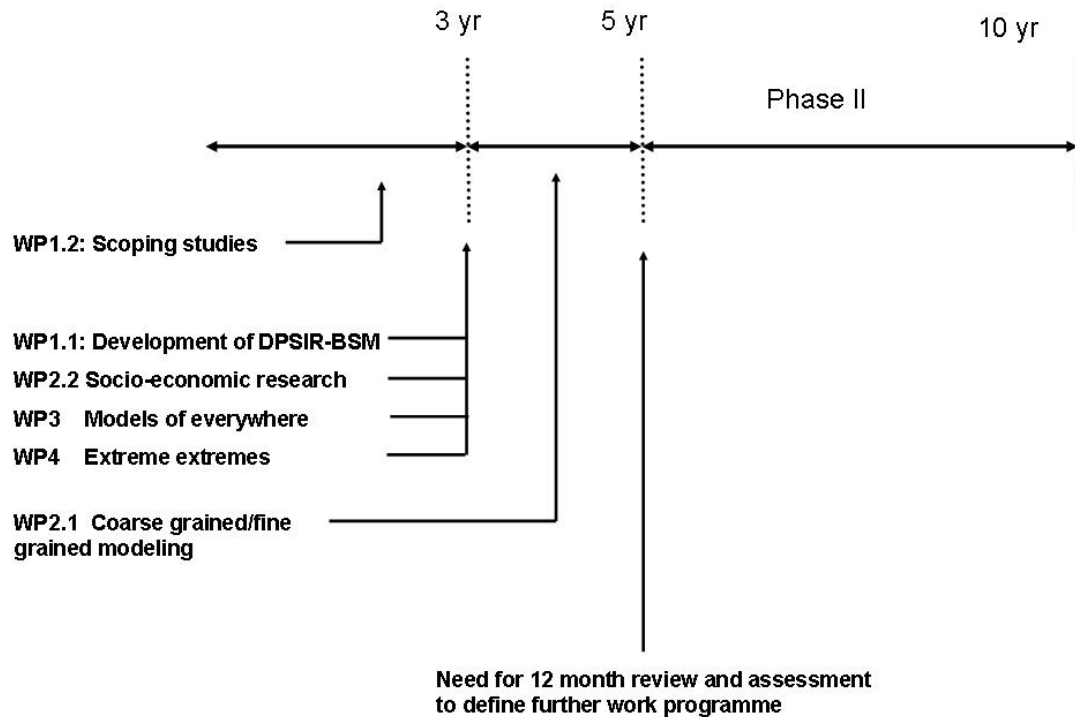 3 yr 5 yr 10 yr
Phase II
WP1.2: Scoping studies
WP1.1: Development of DPSIR-BSM
WP2.2 Socio-economic research
WP3 Models of everywhere
WP4 Extreme extremes
WP2.1 Coarse grained/fine
grained modeling
Need for 12 month review and assessment
to define further work programme